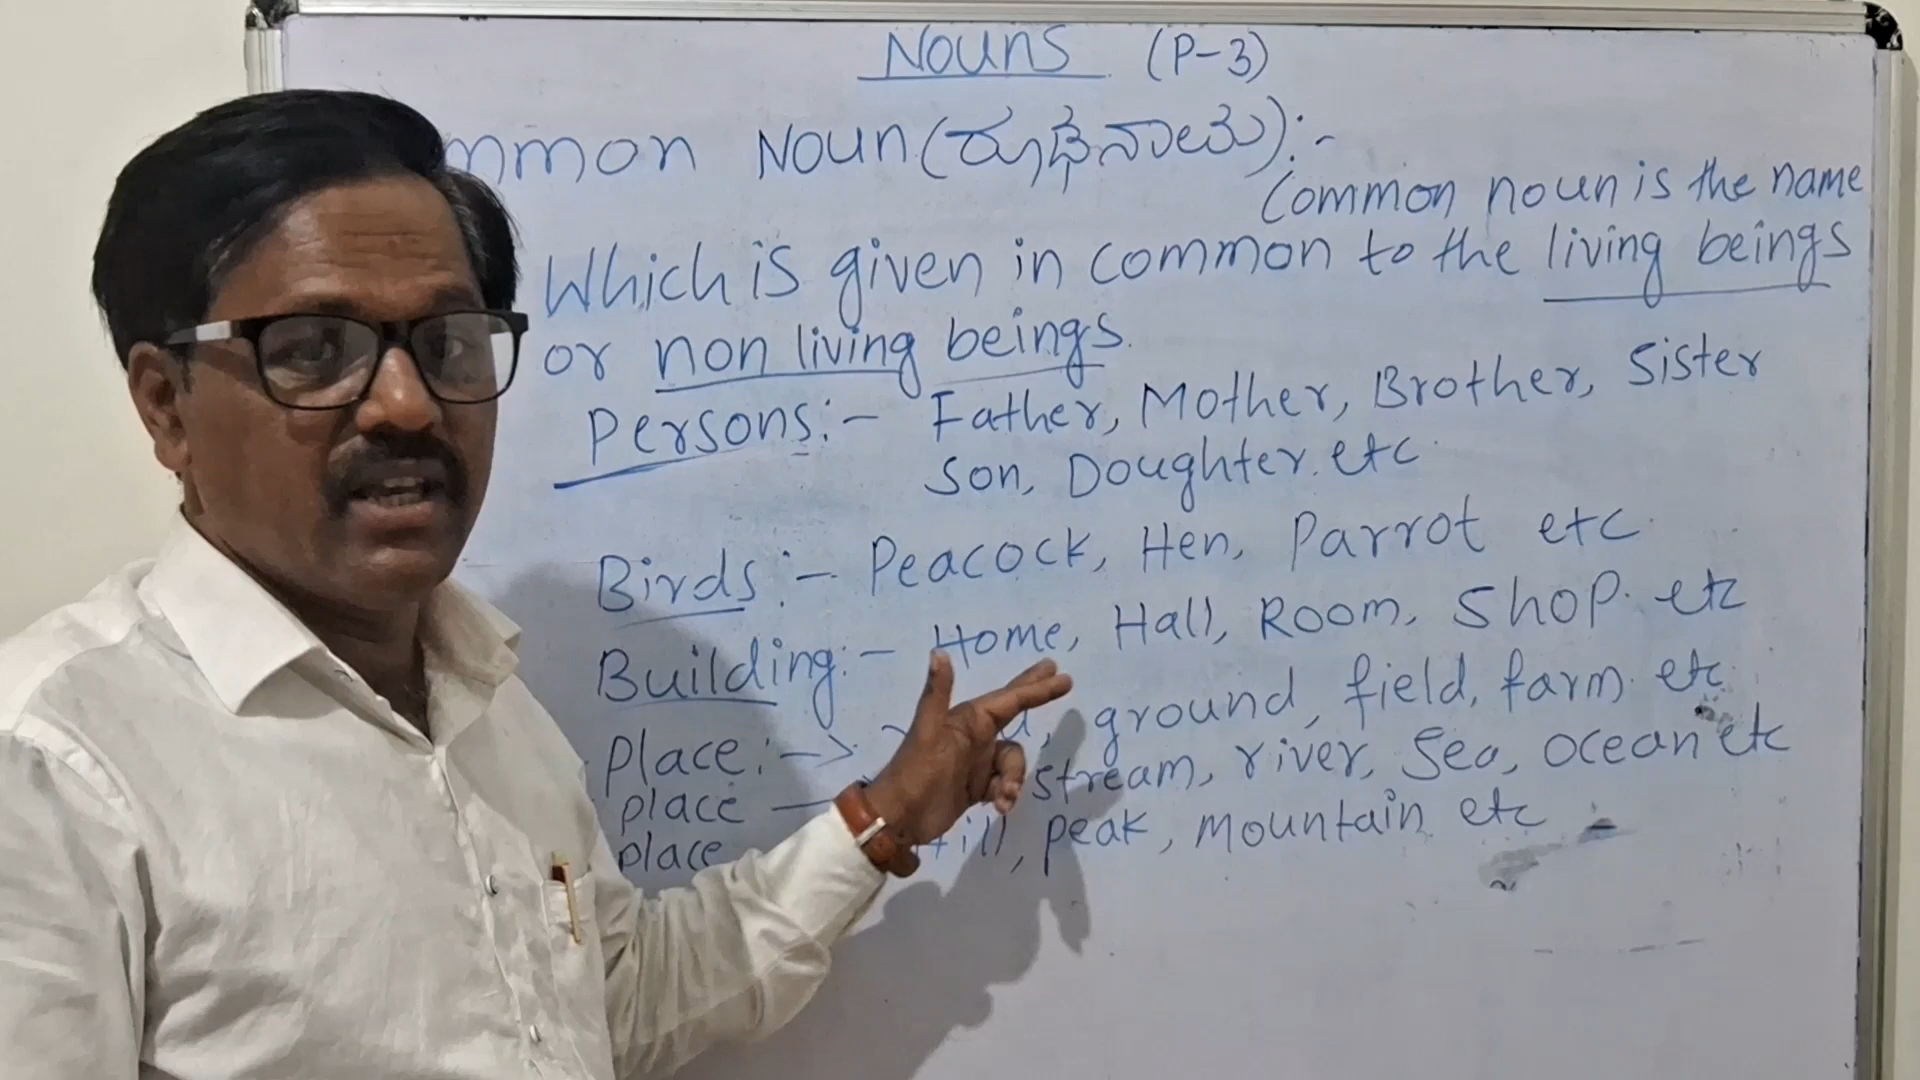 Nouns (P-3)
mmon Noun (ರೂಢನಾಮ):-
Common noun is the name
Which is given in common to the living beings
or non living beings.
Persons:- Father, Mother, Brother, Sister
Son, Doughter. etc
Birds:- Peacock, Hen, Parrot etc
Building:- Home, Hall, Room, Shop. etc
Place:-> ground, field, farm. etc
place — stream, river, Sea, Ocean etc
place ill, peak, mountain etc